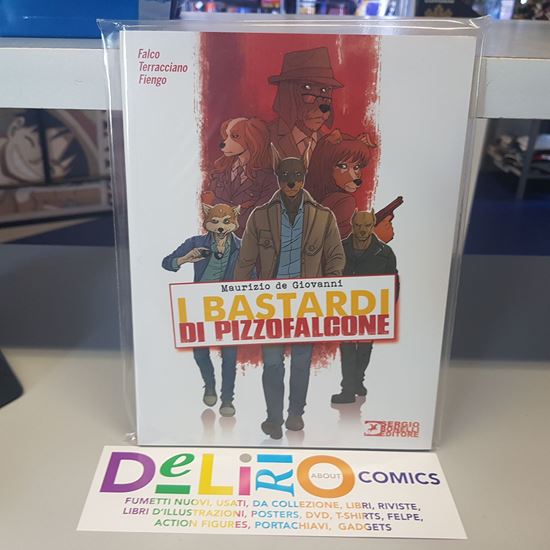 Falco
Terracciano
Fiengo
Maurizio de Giovanni
I BASTARDI
DI PIZZOFALCONE
SERGIO
BONELLI
EDITORE
DeLiRiO ABOUT COMICS
FUMETTI NUOVI, USATI, DA COLLEZIONE, LIBRI, RIVISTE,
LIBRI D'ILLUSTRAZIONI, POSTERS, DVD, T-SHIRTS, FELPE,
ACTION FIGURES, PORTACHIAVI, GADGETS